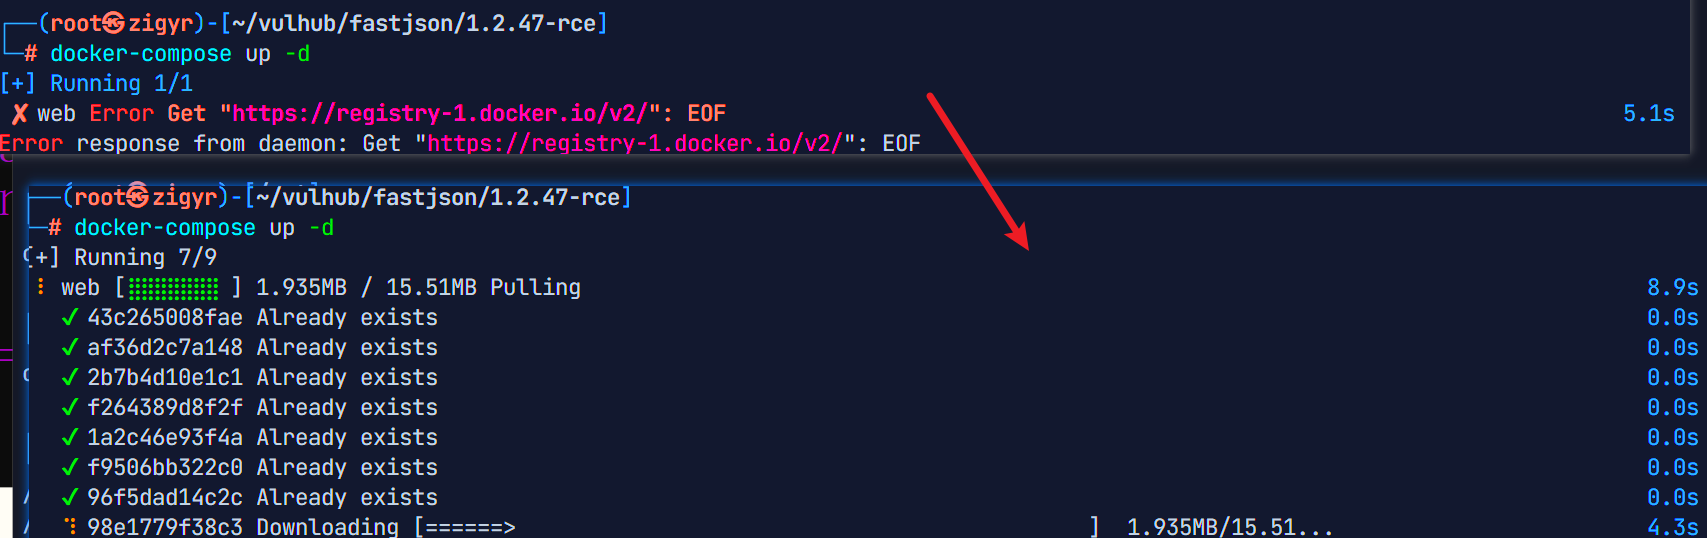 (root㉿zigyr)-[~/vulhub/fastjson/1.2.47-rce]
# docker-compose up -d
[+] Running 1/1
✘ web Error Get "https://registry-1.docker.io/v2/": EOF 5.1s
Error response from daemon: Get "https://registry-1.docker.io/v2/": EOF
(root㉿zigyr)-[~/vulhub/fastjson/1.2.47-rce]
# docker-compose up -d
[+] Running 7/9
web [⣿⣿⣿⣿⣿⣿⣿ ] 1.935MB / 15.51MB Pulling 8.9s
✔ 43c265008fae Already exists 0.0s
✔ af36d2c7a148 Already exists 0.0s
✔ 2b7b4d10e1c1 Already exists 0.0s
✔ f264389d8f2f Already exists 0.0s
✔ 1a2c46e93f4a Already exists 0.0s
✔ f9506bb322c0 Already exists 0.0s
✔ 96f5dad14c2c Already exists 0.0s
98e1779f38c3 Downloading [======> ] 1.935MB/15.51... 4.3s